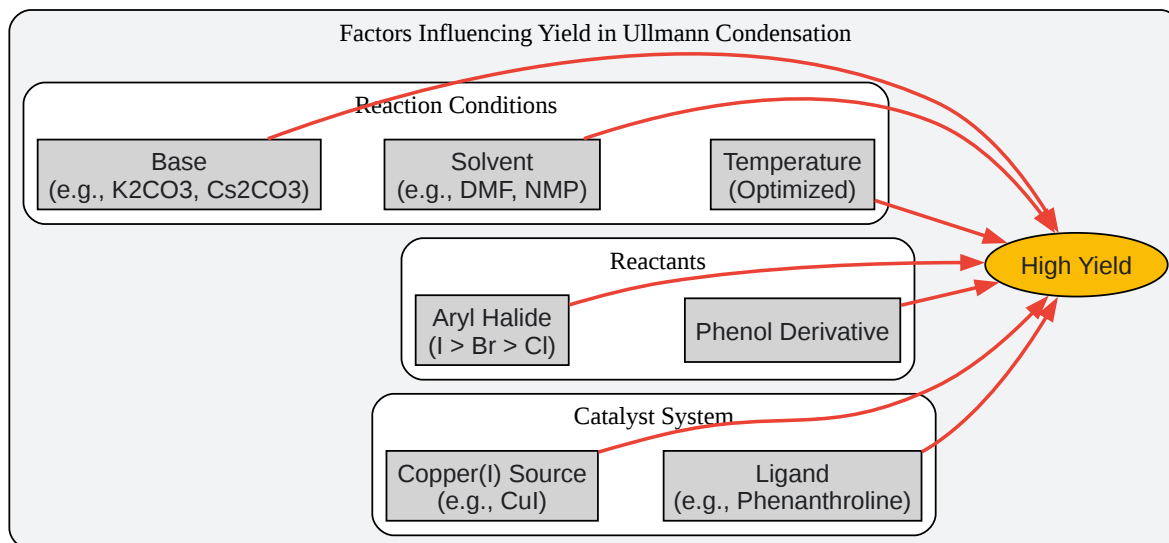 Factors Influencing Yield in Ullmann Condensation
Reaction Conditions
Base
(e.g., K2CO3, Cs2CO3)
Solvent
(e.g., DMF, NMP)
Temperature
(Optimized)
High Yield
Reactants
Aryl Halide
(I > Br > Cl)
Phenol Derivative
Catalyst System
Copper(I) Source
(e.g., CuI)
Ligand
(e.g., Phenanthroline)